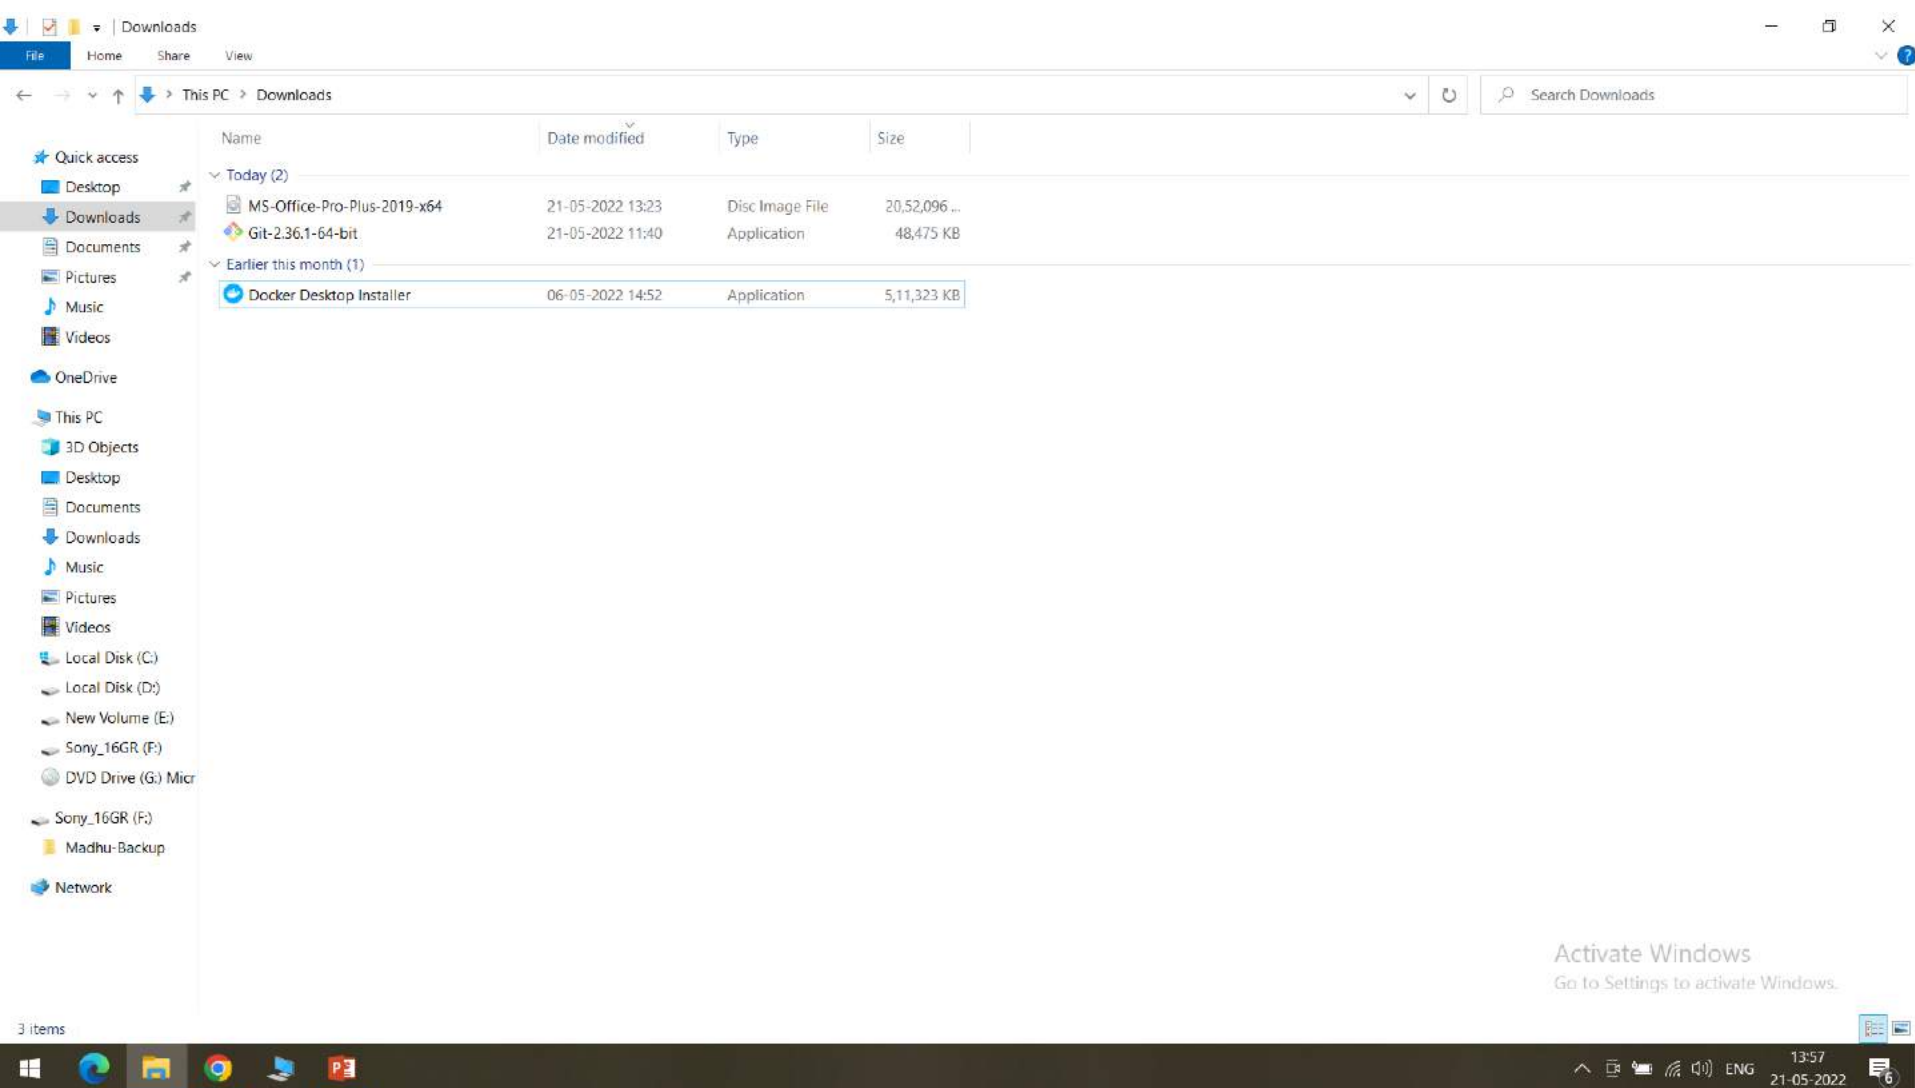 Downloads
File Home Share View
This PC > Downloads
Search Downloads
Name Date modified Type Size
Quick access
Desktop
Downloads
Documents
Pictures
Music
Videos
OneDrive
This PC
3D Objects
Desktop
Documents
Downloads
Music
Pictures
Videos
Local Disk (C:)
Local Disk (D:)
New Volume (E:)
Sony_16GR (F:)
DVD Drive (G:) Micr
Sony_16GR (F:)
Madhu-Backup
Network
Today (2)
MS-Office-Pro-Plus-2019-x64 21-05-2022 13:23 Disc Image File 20,52,096 ...
Git-2.36.1-64-bit 21-05-2022 11:40 Application 48,475 KB
Earlier this month (1)
Docker Desktop Installer 06-05-2022 14:52 Application 5,11,323 KB
Activate Windows
Go to Settings to activate Windows.
3 items
ENG
13:57
21-05-2022
6